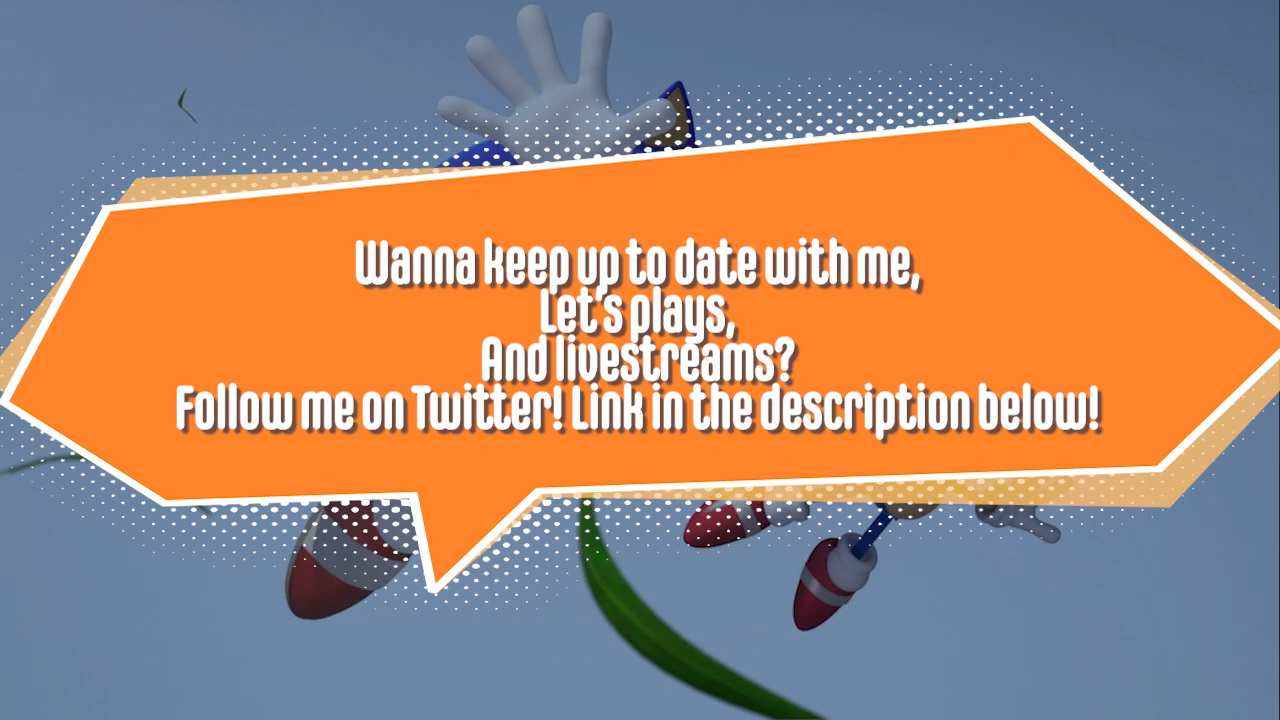 Wanna keep up to date with me,
Let's plays,
And livestreams?
Follow me on Twitter! Link in the description below!